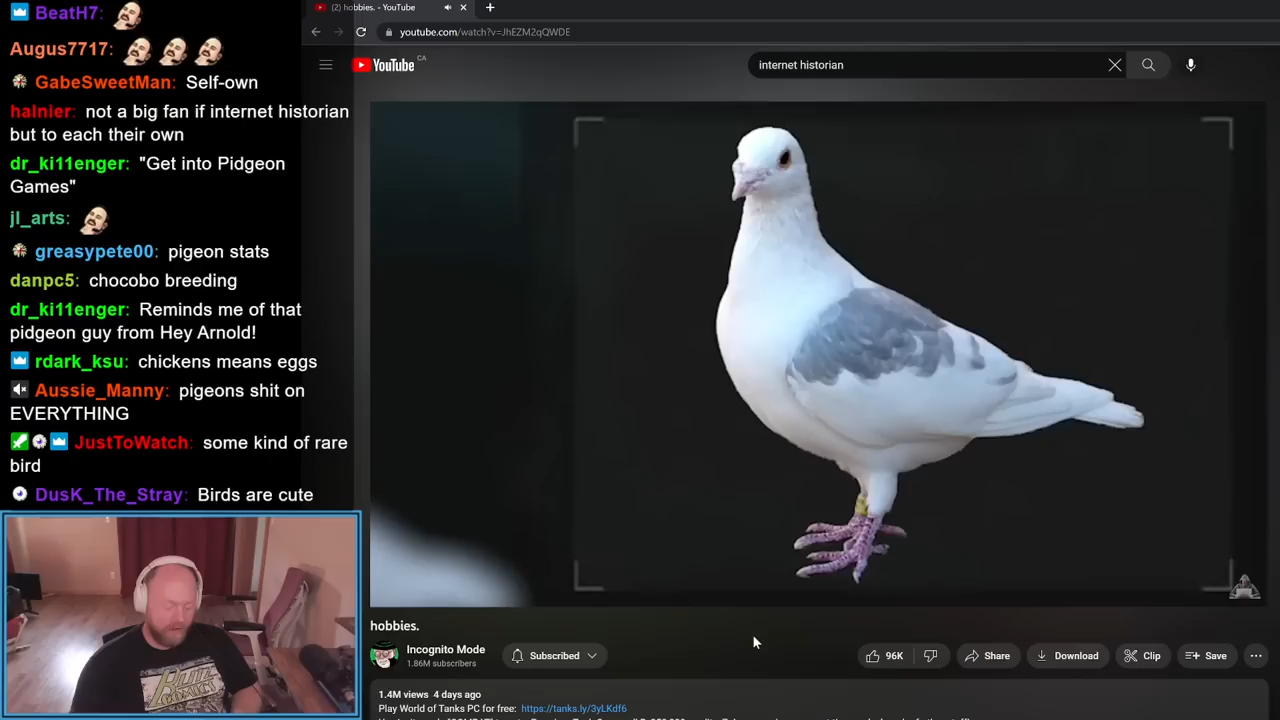 BeatH7:
Augus7717:
GabeSweetMan: Self-own
halnier: not a big fan if internet historian
but to each their own
dr_ki11enger: "Get into Pidgeon
Games"
jl_arts:
greasypete00: pigeon stats
danpc5: chocobo breeding
dr_ki11enger: Reminds me of that
pidgeon guy from Hey Arnold!
rdark_ksu: chickens means eggs
Aussie_Manny: pigeons shit on
EVERYTHING
JustToWatch: some kind of rare
bird
DusK_The_Stray: Birds are cute
(2) hobbies. - YouTube
youtube.com/watch?v=JhEZM2qQWDE
YouTube CA
internet historian
hobbies.
Incognito Mode
1.86M subscribers
Subscribed
96K
Share
Download
Clip
Save
1.4M views 4 days ago
Play World of Tanks PC for free: https://tanks.ly/3yLKdf6